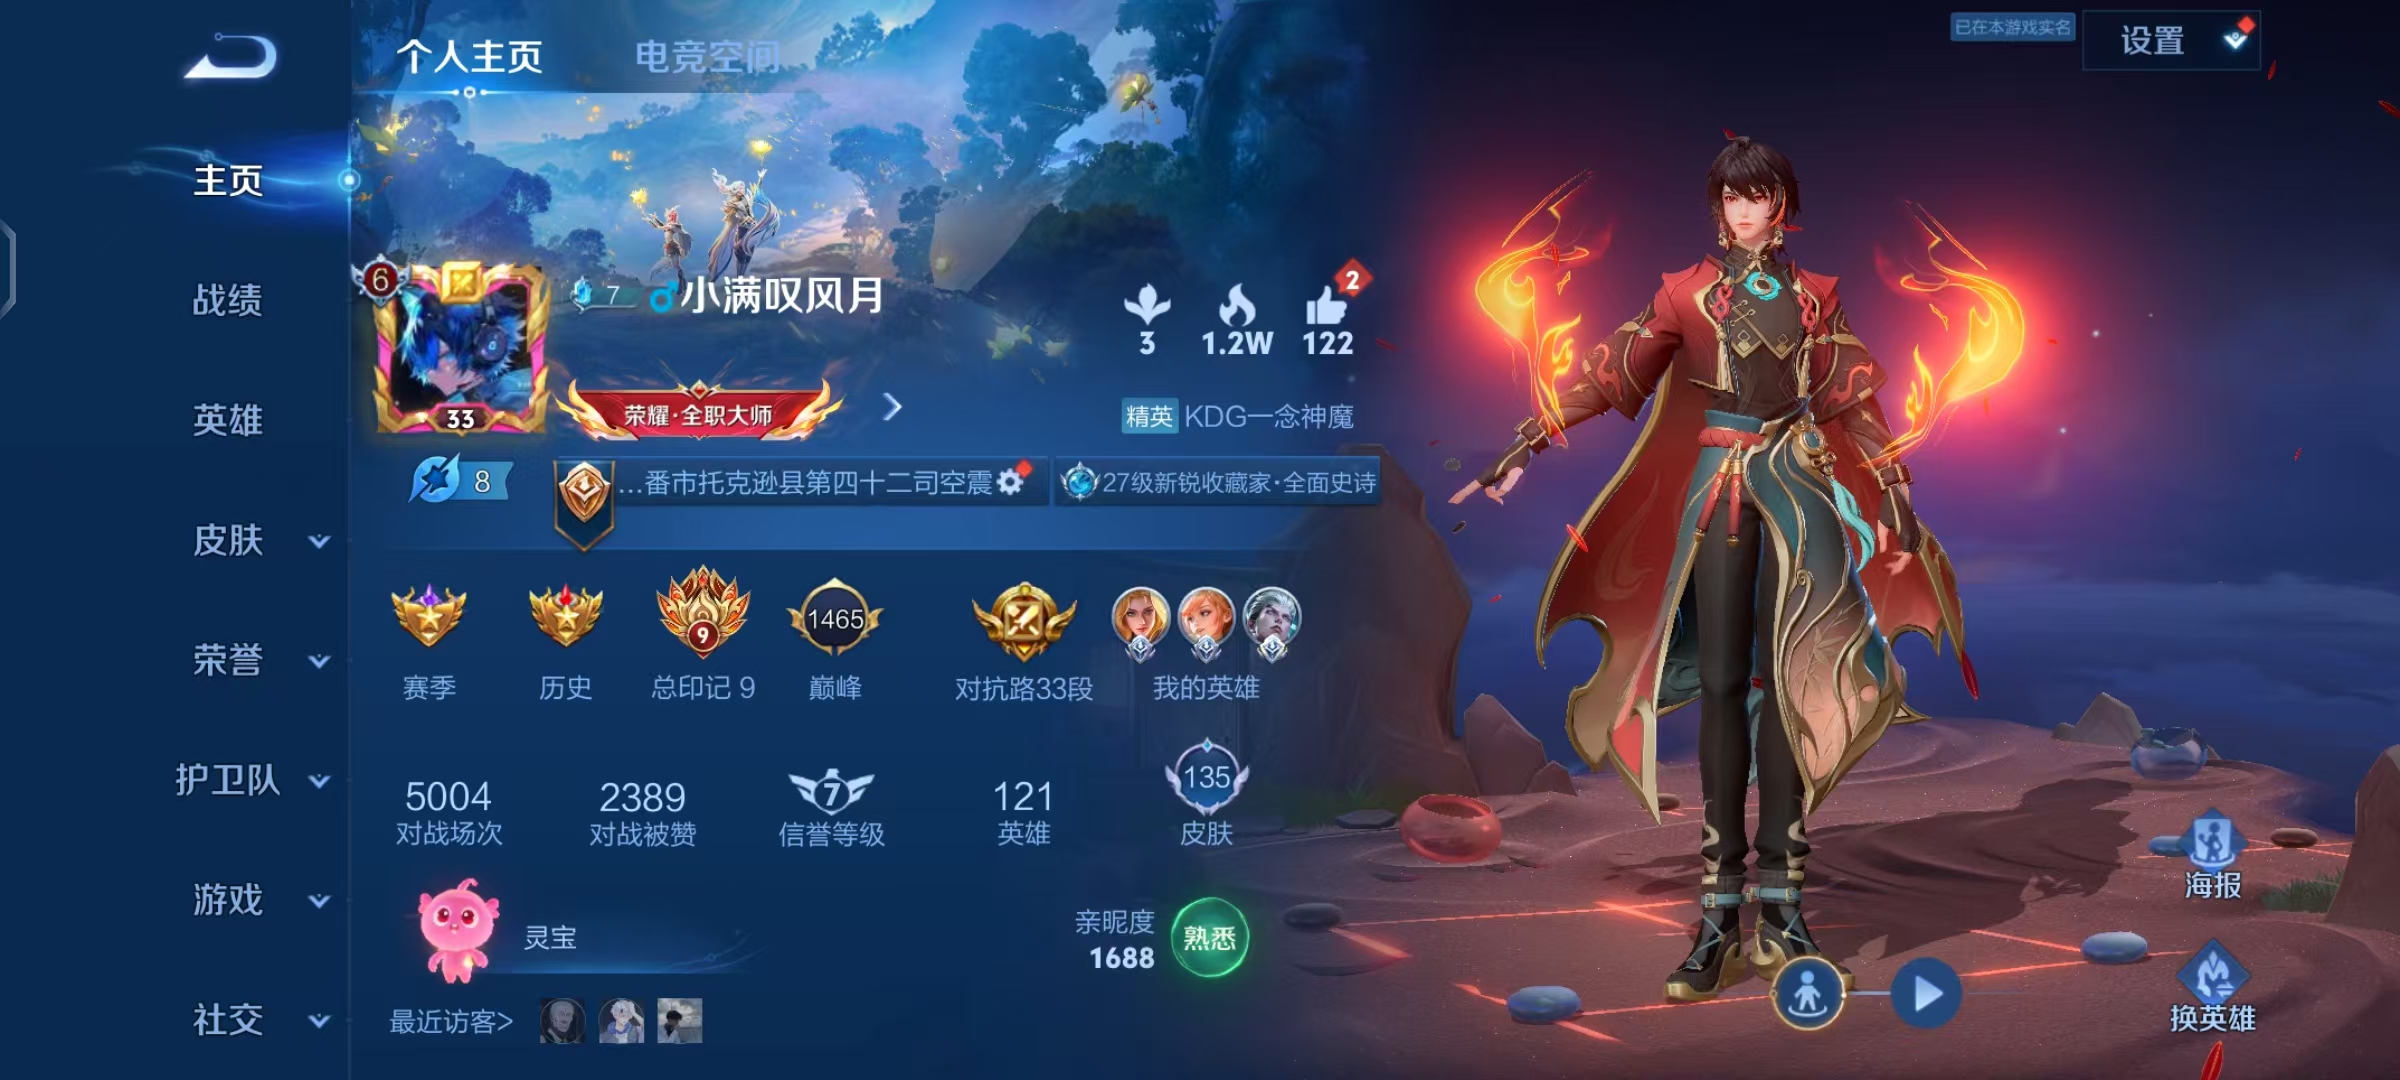 个人主页
电竞空间
已在本游戏实名
设置
主页
战绩
英雄
皮肤
荣誉
护卫队
游戏
社交
6
33
7
小满叹风月
3
1.2W
2
122
荣耀·全职大师
精英 KDG一念神魔
8
...番市托克逊县第四十二司空震
27级新锐收藏家·全面史诗
9
1465
赛季
历史
总印记 9
巅峰
对抗路33段
我的英雄
5004
对战场次
2389
对战被赞
7
信誉等级
121
英雄
135
皮肤
灵宝
亲昵度
1688
熟悉
最近访客>
海报
换英雄